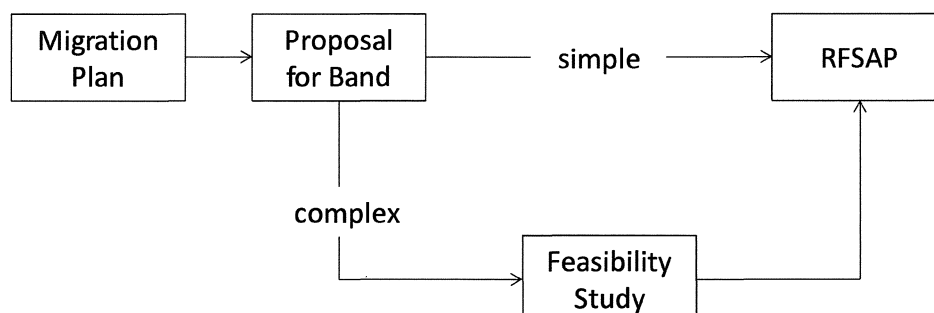 Migration
Plan
Proposal
for Band
simple
RFSAP
complex
Feasibility
Study